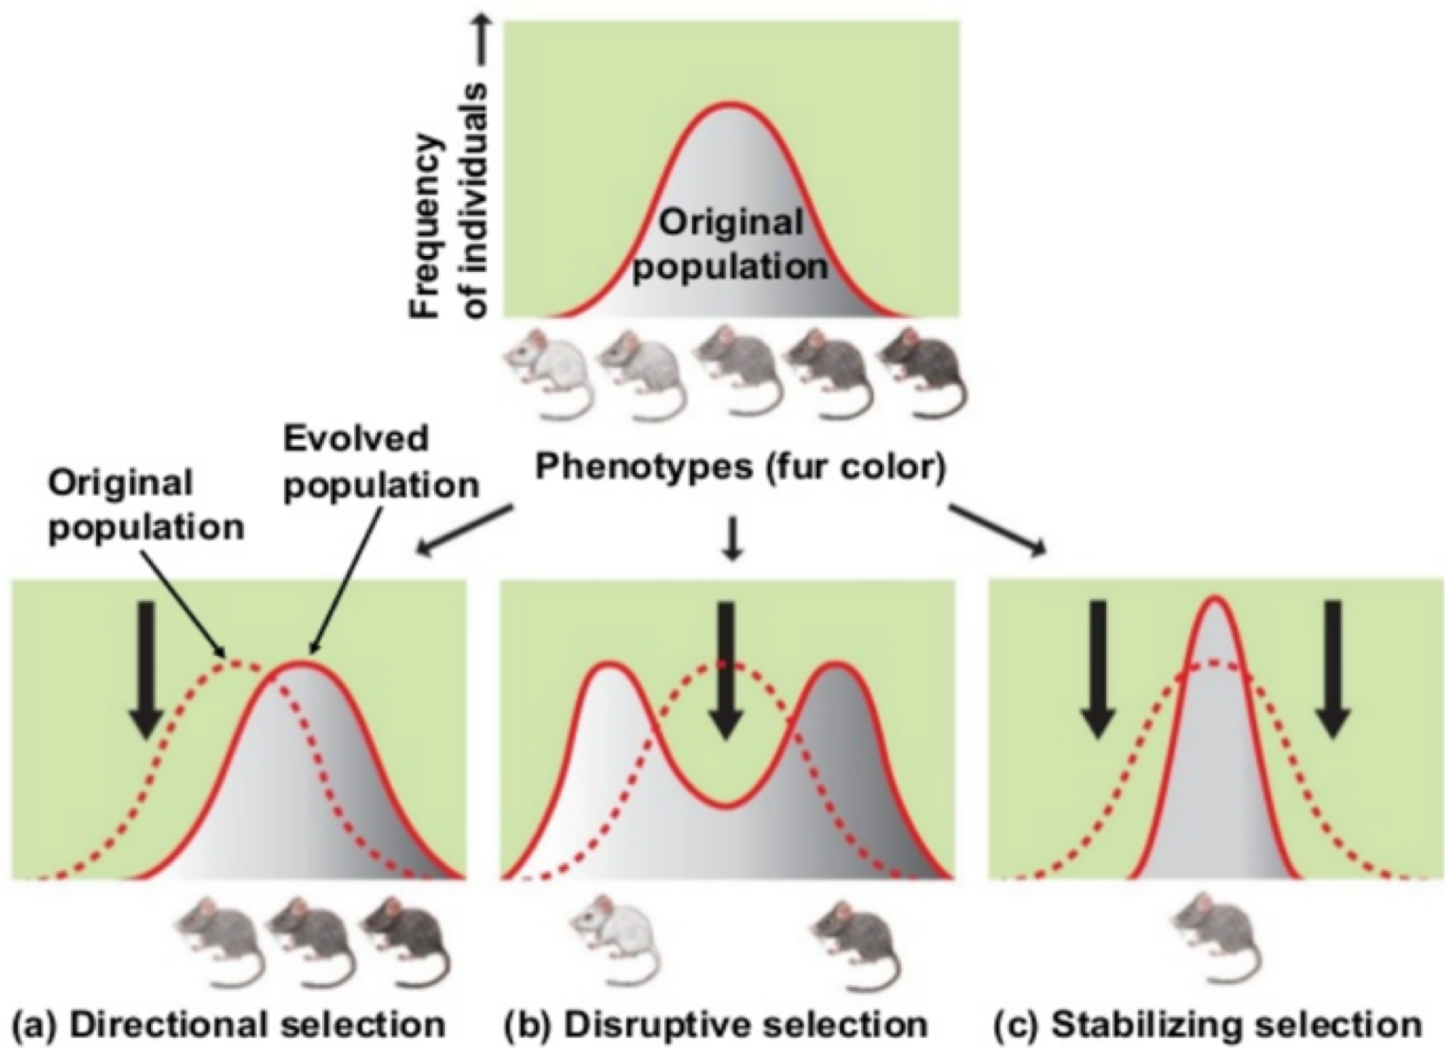 Frequency
of individuals
Original
population
Phenotypes (fur color)
Original
population
Evolved
population
(a) Directional selection
(b) Disruptive selection
(c) Stabilizing selection